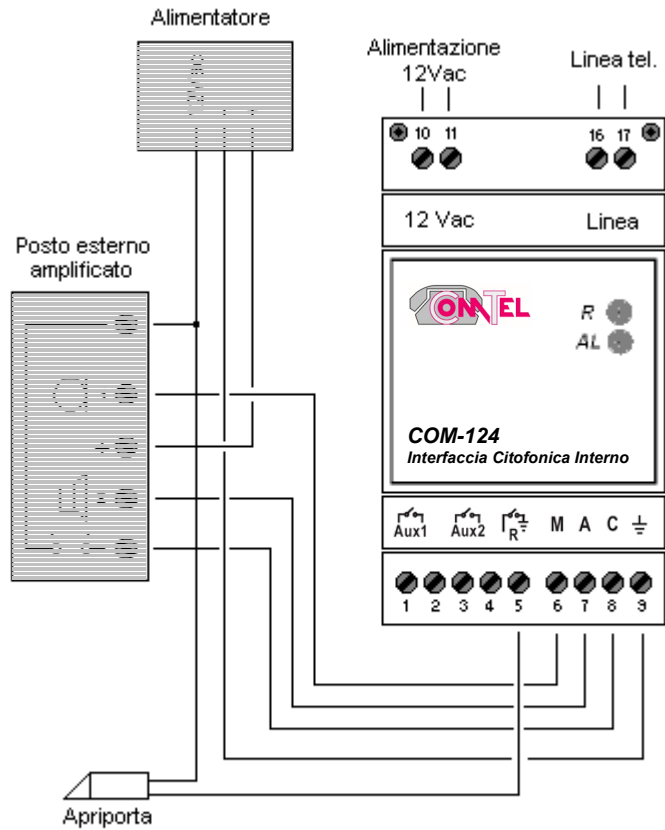 Alimentatore
Alimentazione
12Vac
Linea tel.
10 11
16 17
12 Vac
Linea
Posto esterno
amplificato
COMTEL
R
AL
COM-124
Interfaccia Citofonica Interno
Aux1 Aux2 R M A C
1 2 3 4 5 6 7 8 9
Apriporta